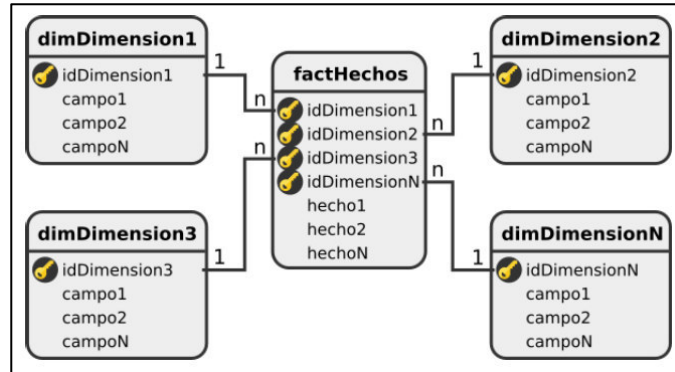 dimDimension1
idDimension1
campo1
campo2
campoN
1
n
factHechos
idDimension1
idDimension2
idDimension3
idDimensionN
hecho1
hecho2
hechoN
dimDimension2
idDimension2
campo1
campo2
campoN
1
n
dimDimension3
idDimension3
campo1
campo2
campoN
1
n
dimDimensionN
idDimensionN
campo1
campo2
campoN
1
n